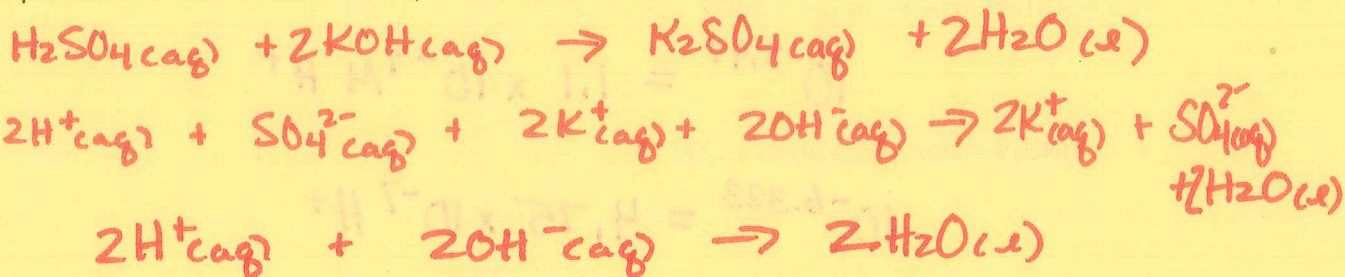 H2SO4(aq) + 2KOH(aq) → K2SO4(aq) + 2H2O(l)
2H⁺(aq) + SO4²⁻(aq) + 2K⁺(aq) + 2OH⁻(aq) → 2K⁺(aq) + SO4²⁻(aq)
+2H2O(l)
2H⁺(aq) + 2OH⁻(aq) → 2H2O(l)